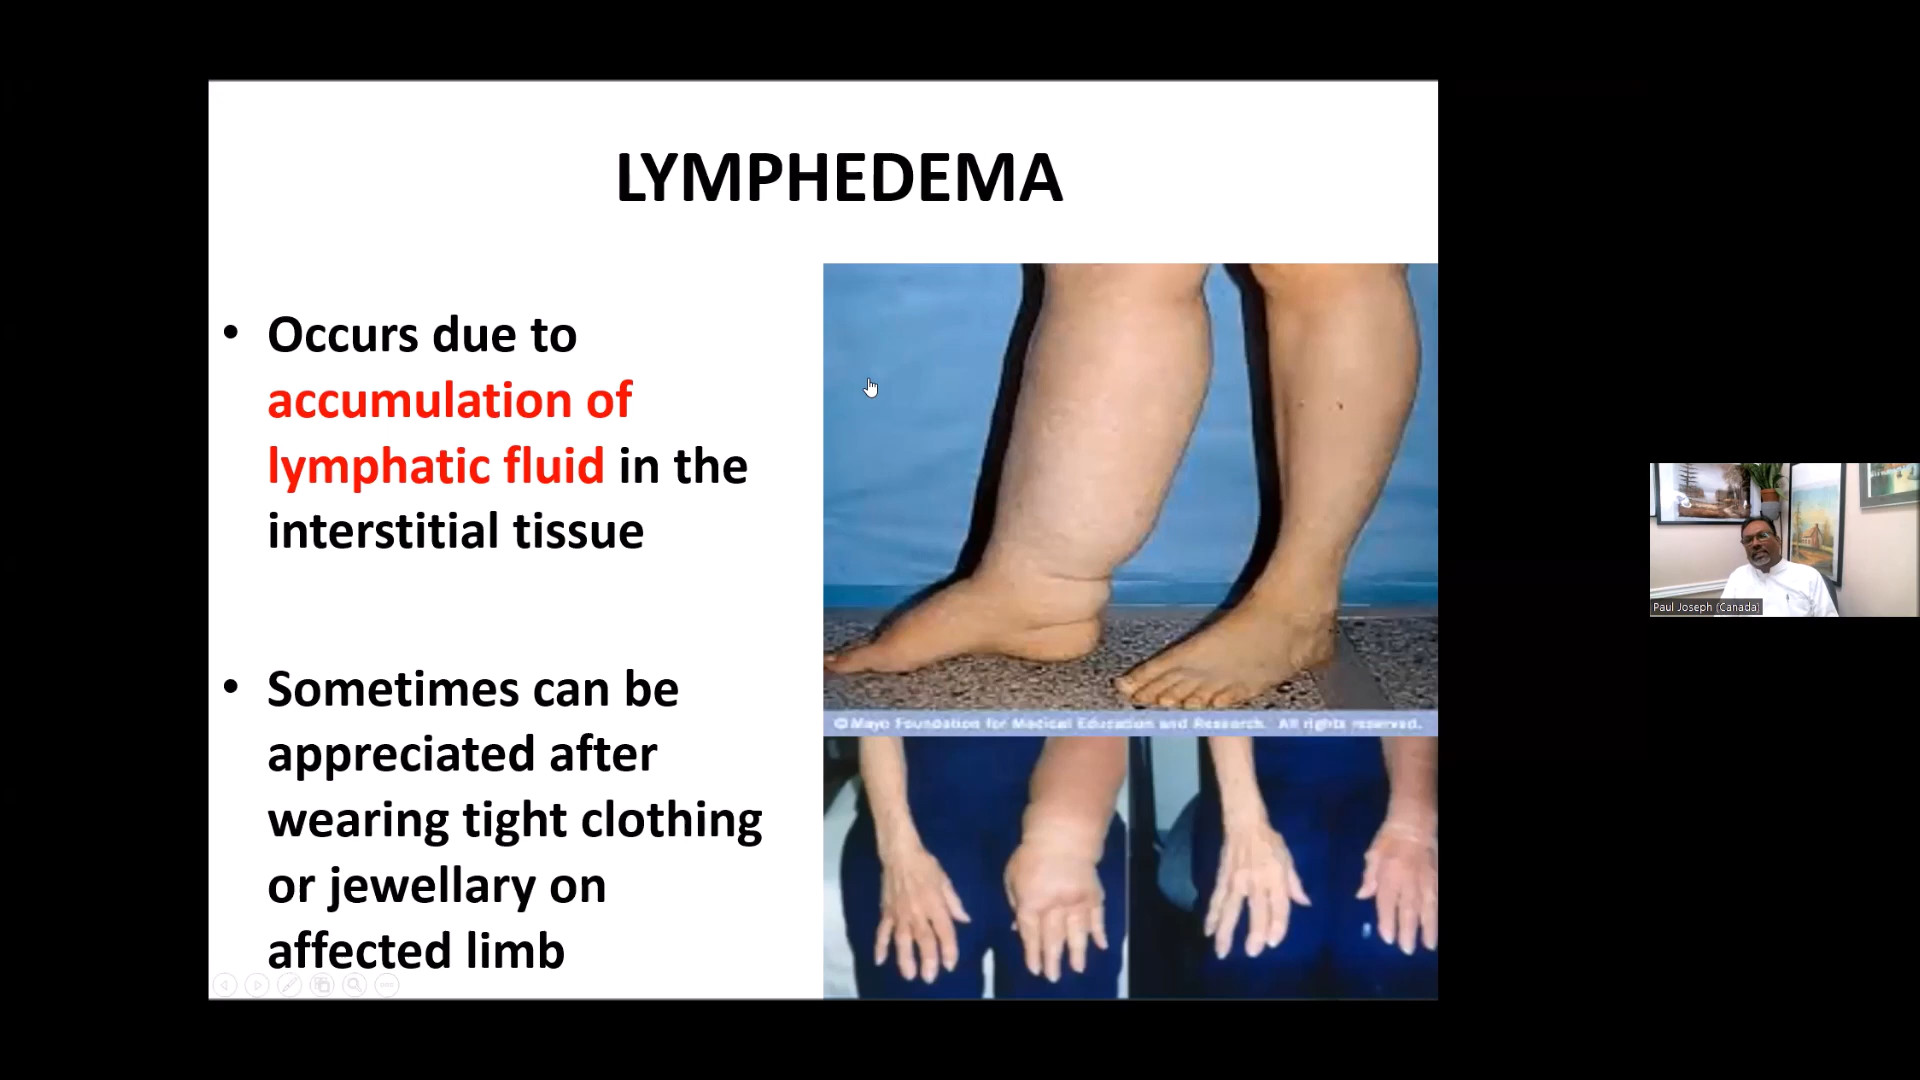 LYMPHEDEMA
• Occurs due to
accumulation of
lymphatic fluid in the
interstitial tissue
• Sometimes can be
appreciated after
wearing tight clothing
or jewellary on
affected limb
© Mayo Foundation for Medical Education and Research. All rights reserved.
Paul Joseph (Canada)